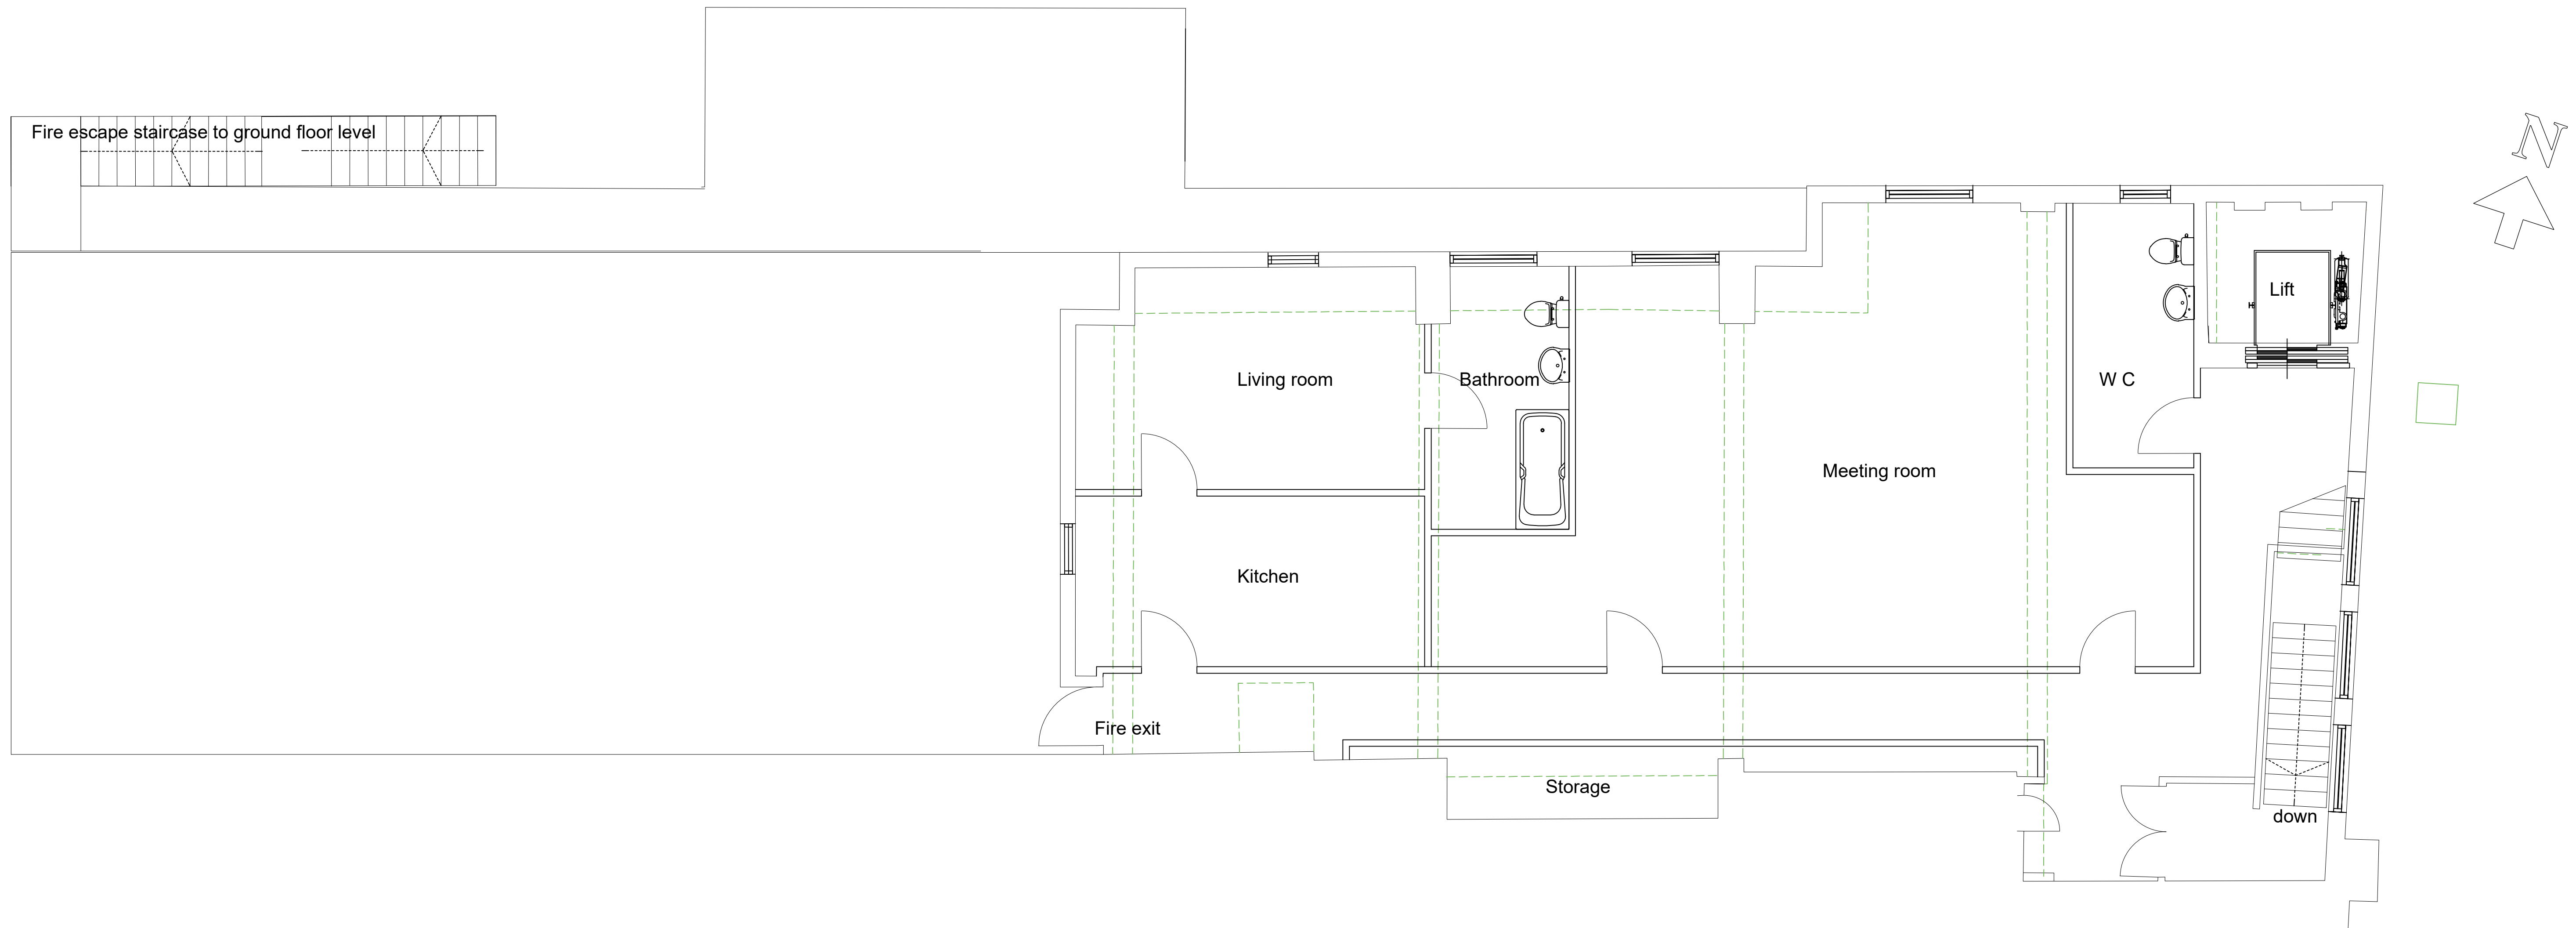 Fire escape staircase to ground floor level
N
Lift
Living room
Bathroom
W C
Meeting room
Kitchen
Fire exit
Storage
down